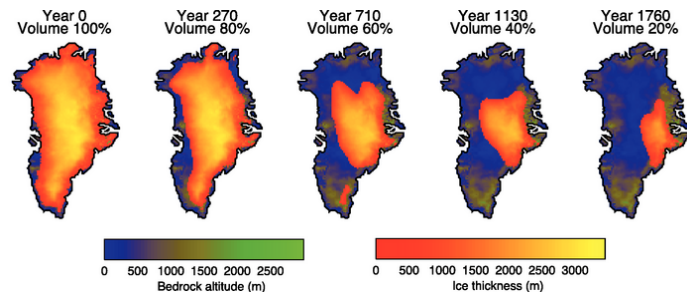 Year 0
Volume 100%
Year 270
Volume 80%
Year 710
Volume 60%
Year 1130
Volume 40%
Year 1760
Volume 20%
0 500 1000 1500 2000 2500
Bedrock altitude (m)
0 500 1000 1500 2000 2500 3000
Ice thickness (m)